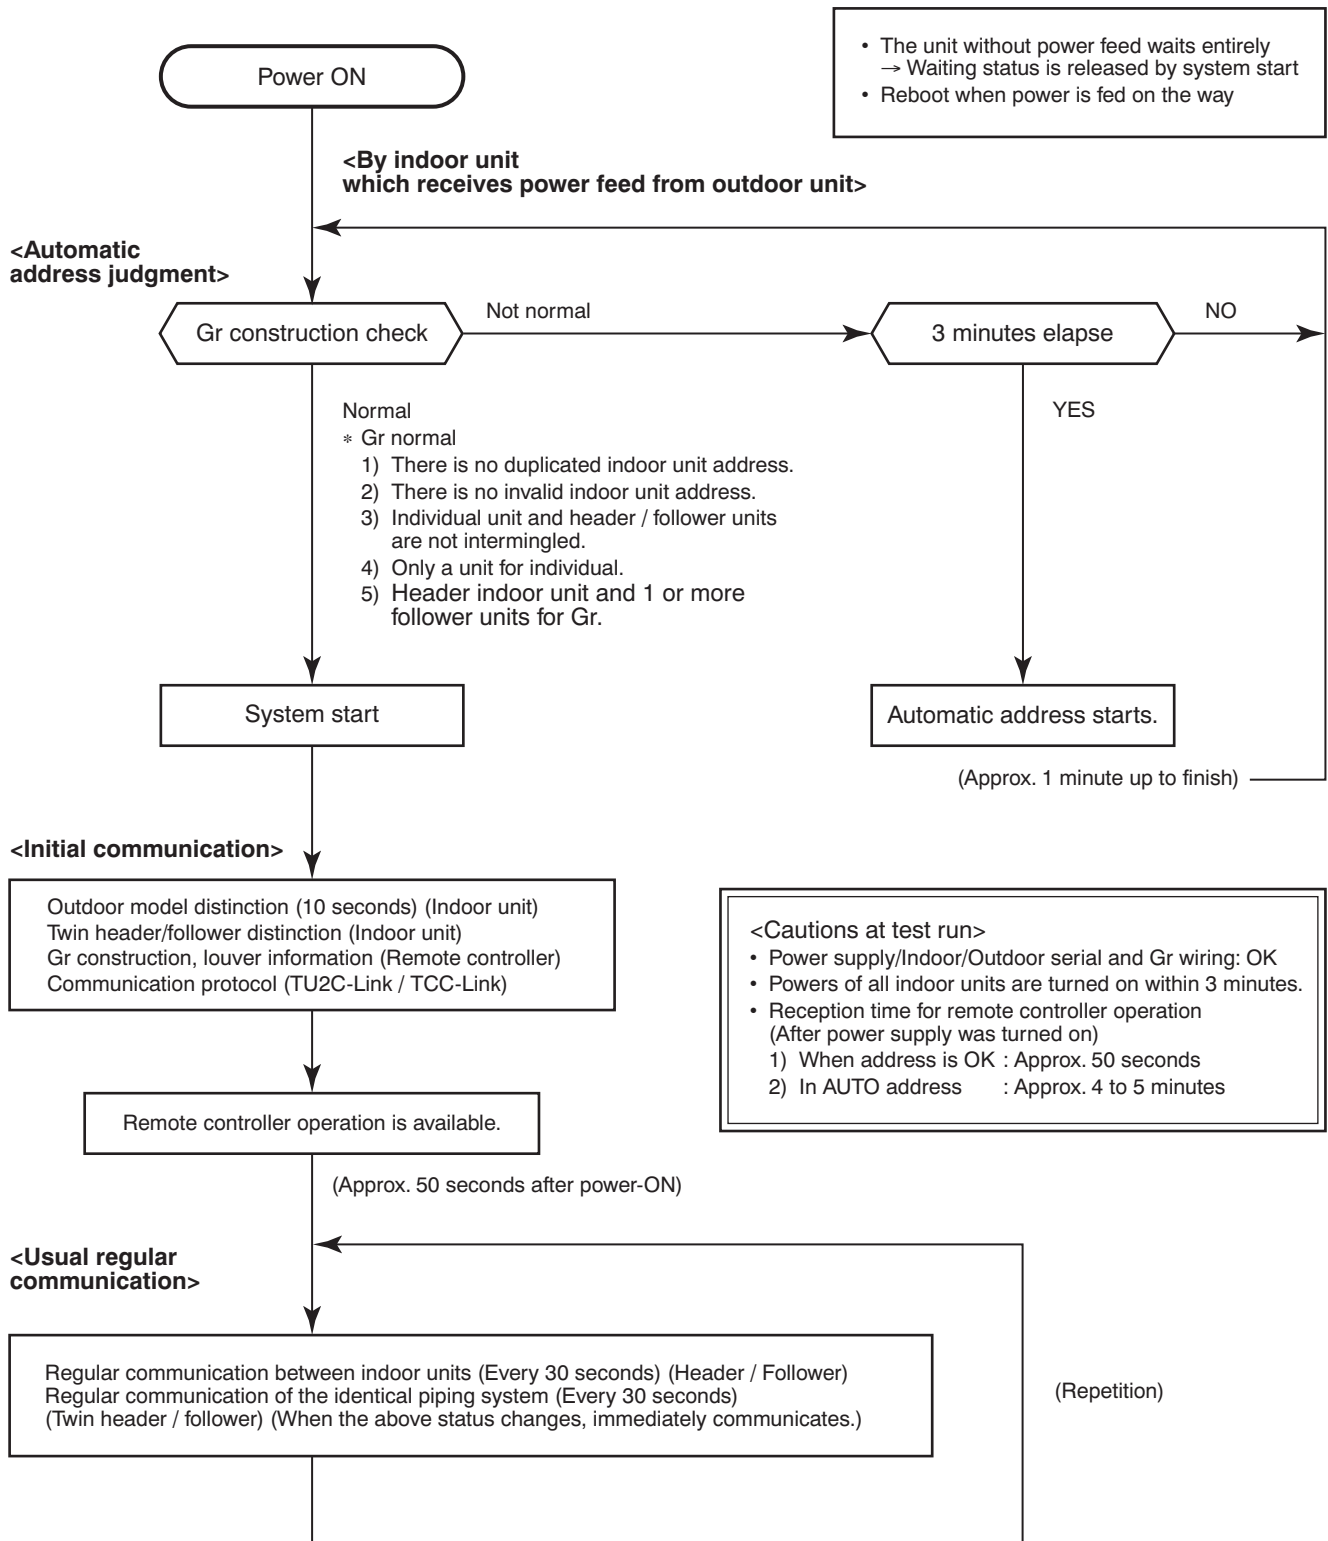 Power ON
• The unit without power feed waits entirely
→ Waiting status is released by system start
• Reboot when power is fed on the way
<By indoor unit
which receives power feed from outdoor unit>
<Automatic
address judgment>
Gr construction check
Not normal
3 minutes elapse
NO
Normal
* Gr normal
1) There is no duplicated indoor unit address.
2) There is no invalid indoor unit address.
3) Individual unit and header / follower units
are not intermingled.
4) Only a unit for individual.
5) Header indoor unit and 1 or more
follower units for Gr.
YES
System start
Automatic address starts.
(Approx. 1 minute up to finish)
<Initial communication>
Outdoor model distinction (10 seconds) (Indoor unit)
Twin header/follower distinction (Indoor unit)
Gr construction, louver information (Remote controller)
Communication protocol (TU2C-Link / TCC-Link)
<Cautions at test run>
• Power supply/Indoor/Outdoor serial and Gr wiring: OK
• Powers of all indoor units are turned on within 3 minutes.
• Reception time for remote controller operation
(After power supply was turned on)
1) When address is OK : Approx. 50 seconds
2) In AUTO address : Approx. 4 to 5 minutes
Remote controller operation is available.
(Approx. 50 seconds after power-ON)
<Usual regular
communication>
Regular communication between indoor units (Every 30 seconds) (Header / Follower)
Regular communication of the identical piping system (Every 30 seconds)
(Twin header / follower) (When the above status changes, immediately communicates.)
(Repetition)